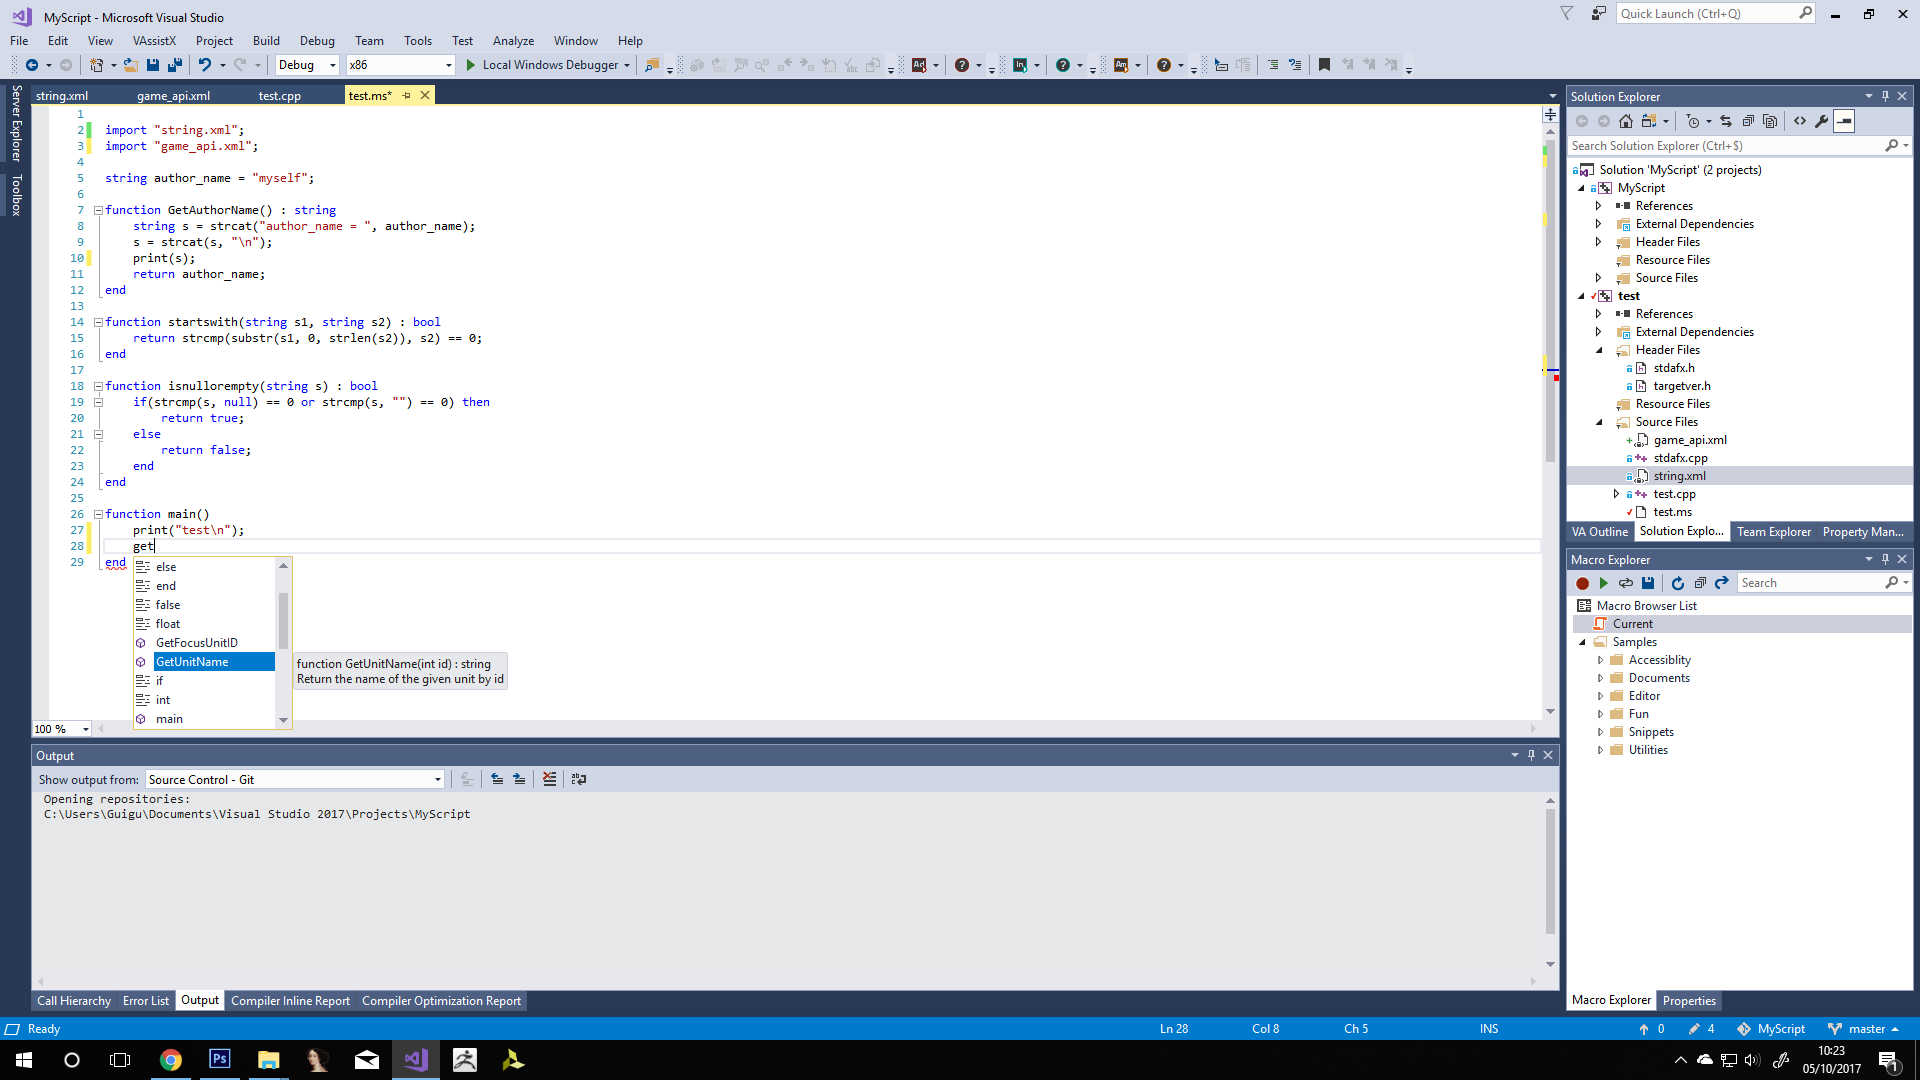 MyScript - Microsoft Visual Studio
Quick Launch (Ctrl+Q)
File Edit View VAssistX Project Build Debug Team Tools Test Analyze Window Help
Debug x86 Local Windows Debugger
Server Explorer
Toolbox
string.xml game_api.xml test.cpp test.ms*
1
2 import "string.xml";
3 import "game_api.xml";
4
5 string author_name = "myself";
6
7 function GetAuthorName() : string
8 string s = strcat("author_name = ", author_name);
9 s = strcat(s, "\n");
10 print(s);
11 return author_name;
12 end
13
14 function startswith(string s1, string s2) : bool
15 return strcmp(substr(s1, 0, strlen(s2)), s2) == 0;
16 end
17
18 function isnullorempty(string s) : bool
19 if(strcmp(s, null) == 0 or strcmp(s, "") == 0) then
20 return true;
21 else
22 return false;
23 end
24 end
25
26 function main()
27 print("test\n");
28 get
29 end
else
end
false
float
GetFocusUnitID
GetUnitName
if
int
main
function GetUnitName(int id) : string
Return the name of the given unit by id
100 %
Output
Show output from: Source Control - Git
Opening repositories:
C:\Users\Guigu\Documents\Visual Studio 2017\Projects\MyScript
Call Hierarchy Error List Output Compiler Inline Report Compiler Optimization Report
Solution Explorer
Search Solution Explorer (Ctrl+$)
Solution 'MyScript' (2 projects)
MyScript
References
External Dependencies
Header Files
Resource Files
Source Files
test
References
External Dependencies
Header Files
stdafx.h
targetver.h
Resource Files
Source Files
game_api.xml
stdafx.cpp
string.xml
test.cpp
test.ms
VA Outline Solution Explo... Team Explorer Property Man...
Macro Explorer
Search
Macro Browser List
Current
Samples
Accessiblity
Documents
Editor
Fun
Snippets
Utilities
Macro Explorer Properties
Ready Ln 28 Col 8 Ch 5 INS 0 4 MyScript master
Ps
10:23
05/10/2017
1